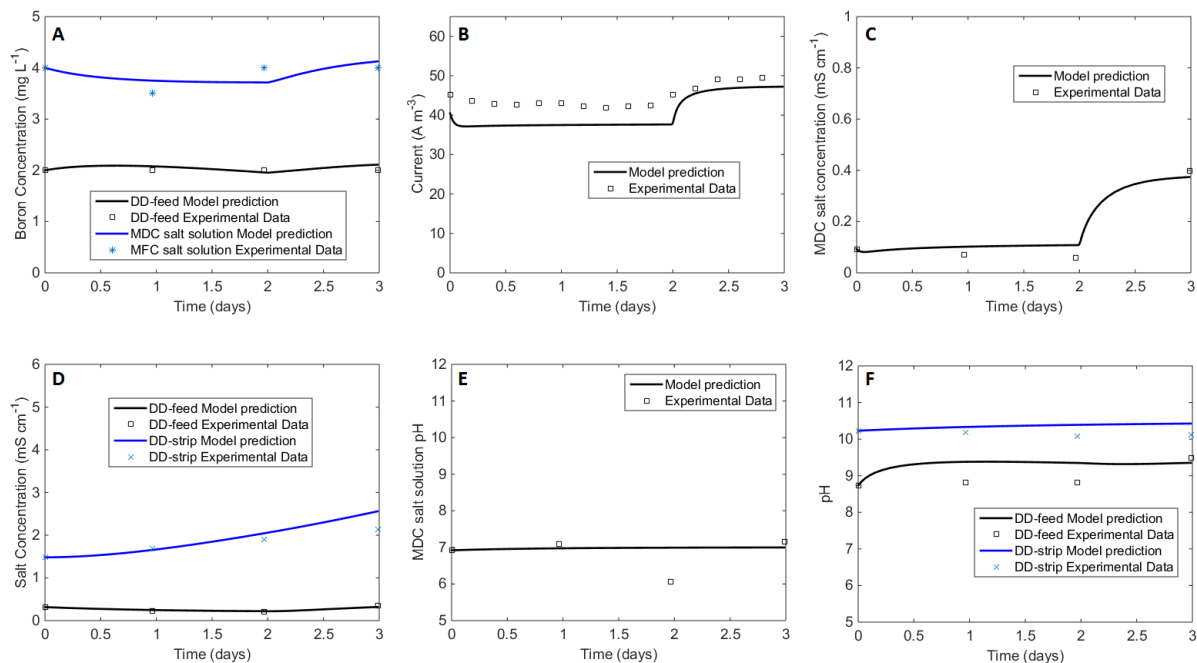 A
Boron Concentration (mg L⁻¹)
5
4
3
2
1
0
DD-feed Model prediction
DD-feed Experimental Data
MDC salt solution Model prediction
MFC salt solution Experimental Data
0 0.5 1 1.5 2 2.5 3
Time (days)
B
Current (A m⁻³)
60
50
40
30
20
10
0
Model prediction
Experimental Data
0 0.5 1 1.5 2 2.5 3
Time (days)
C
MDC salt concentration (mS cm⁻¹)
1
0.8
0.6
0.4
0.2
0
Model prediction
Experimental Data
0 0.5 1 1.5 2 2.5 3
Time (days)
D
Salt Concentration (mS cm⁻¹)
6
5
4
3
2
1
0
DD-feed Model prediction
DD-feed Experimental Data
DD-strip Model prediction
DD-strip Experimental Data
0 0.5 1 1.5 2 2.5 3
Time (days)
E
MDC salt solution pH
12
11
10
9
8
7
6
5
Model prediction
Experimental Data
0 0.5 1 1.5 2 2.5 3
Time (days)
F
pH
12
11
10
9
8
7
6
5
DD-feed Model prediction
DD-feed Experimental Data
DD-strip Model prediction
DD-strip Experimental Data
0 0.5 1 1.5 2 2.5 3
Time (days)